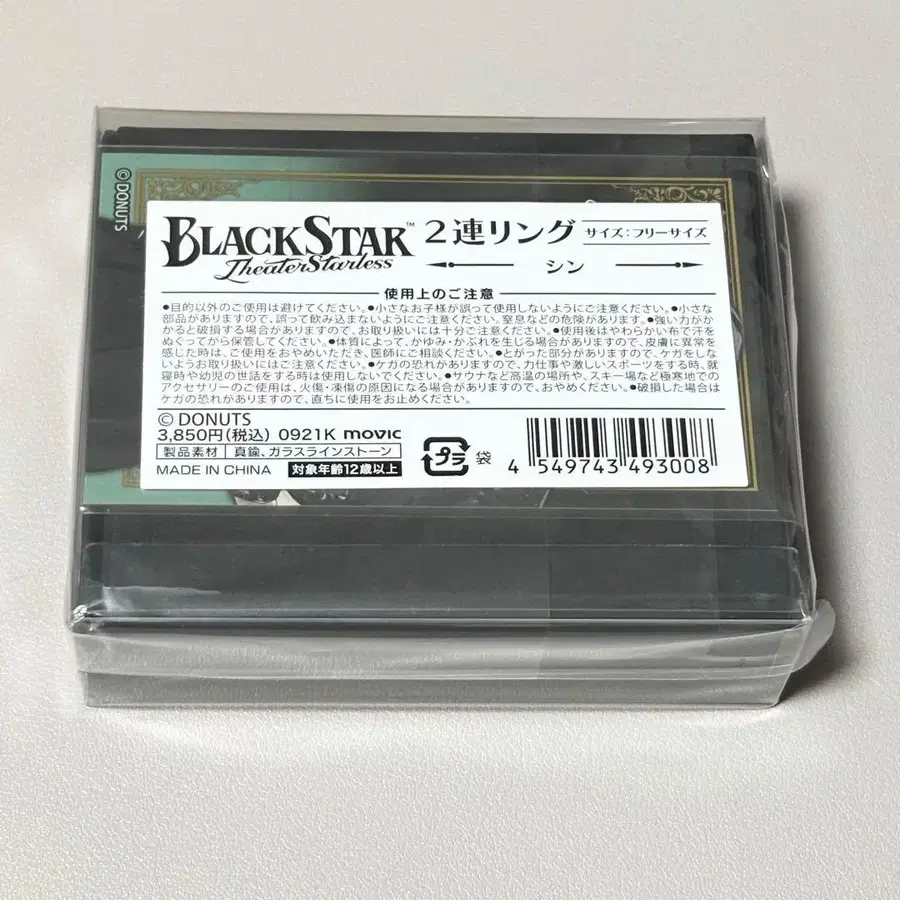 ©DONUTS
BLACKSTAR™
TheaterStarless
2連リング サイズ:フリーサイズ
シン
使用上のご注意
●目的以外のご使用は避けてください。●小さなお子様が誤って使用しないようにご注意ください。●小さな
部品がありますので、誤って飲み込まないようにご注意ください。窒息などの危険があります。●強い力がか
かると破損する場合がありますので、お取り扱いには十分ご注意ください。●使用後はやわらかい布で汗を
ぬぐってから保管してください。●体質によって、かゆみ・かぶれを生じる場合がありますので、皮膚に異常を
感じた時は、ご使用をおやめいただき、医師にご相談ください。●とがった部分がありますので、ケガをしな
いようお取り扱いにはご注意ください。●ケガの恐れがありますので、力仕事や激しいスポーツをする時、就
寝時や幼児の世話をする時は使用しないでください。●サウナなど高温の場所や、スキー場など極寒地での
アクセサリーのご使用は、火傷・凍傷の原因になる場合がありますので、おやめください。●破損した場合は
ケガの恐れがありますので、直ちに使用をお止めください。
© DONUTS
3,850円(税込) 0921K movic
製品素材 真鍮、ガラスラインストーン
MADE IN CHINA 対象年齢12歳以上
プラ 袋
4 549743 493008